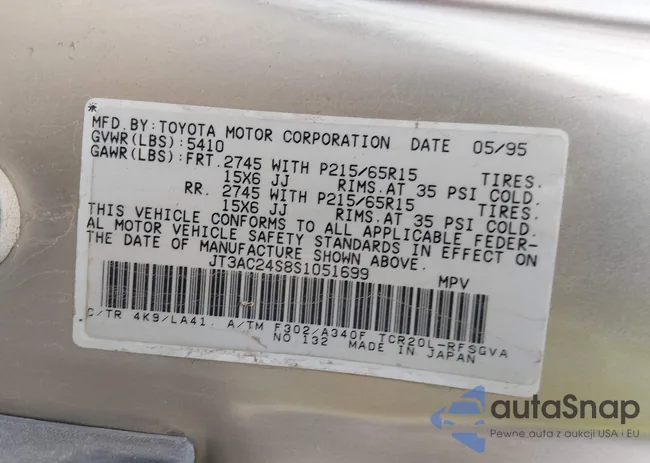 *
MFD.BY:TOYOTA MOTOR CORPORATION DATE 05/95
GVWR(LBS):5410
GAWR(LBS):FRT. 2745 WITH P215/65R15 TIRES.
15X6 JJ RIMS.AT 35 PSI COLD.
RR. 2745 WITH P215/65R15 TIRES.
15X6 JJ RIMS.AT 35 PSI COLD.
THIS VEHICLE CONFORMS TO ALL APPLICABLE FEDER-
AL MOTOR VEHICLE SAFETY STANDARDS IN EFFECT ON
THE DATE OF MANUFACTURE SHOWN ABOVE.
JT3AC24S8S1051699 MPV
C/TR 4K9/LA41 A/TM F302/A340F TCR20L-RFSGVA
NO 132 MADE IN JAPAN
autaSnap
Pewne auta z aukcji USA i EU